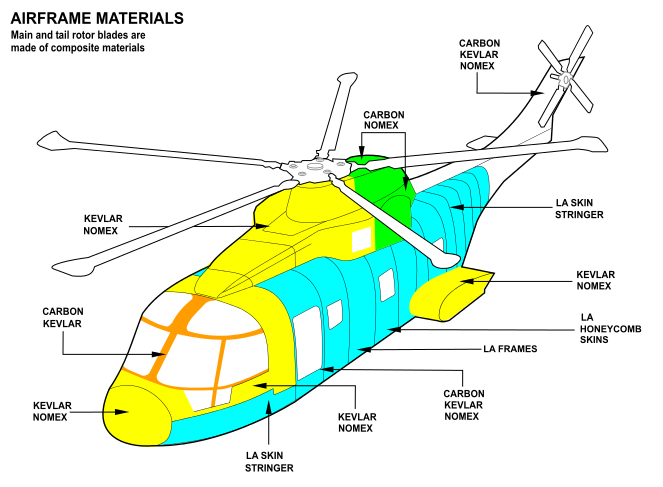 AIRFRAME MATERIALS
Main and tail rotor blades are
made of composite materials
CARBON
KEVLAR
NOMEX
CARBON
NOMEX
LA SKIN
STRINGER
KEVLAR
NOMEX
KEVLAR
NOMEX
CARBON
KEVLAR
LA
HONEYCOMB
SKINS
LA FRAMES
CARBON
KEVLAR
NOMEX
KEVLAR
NOMEX
KEVLAR
NOMEX
LA SKIN
STRINGER